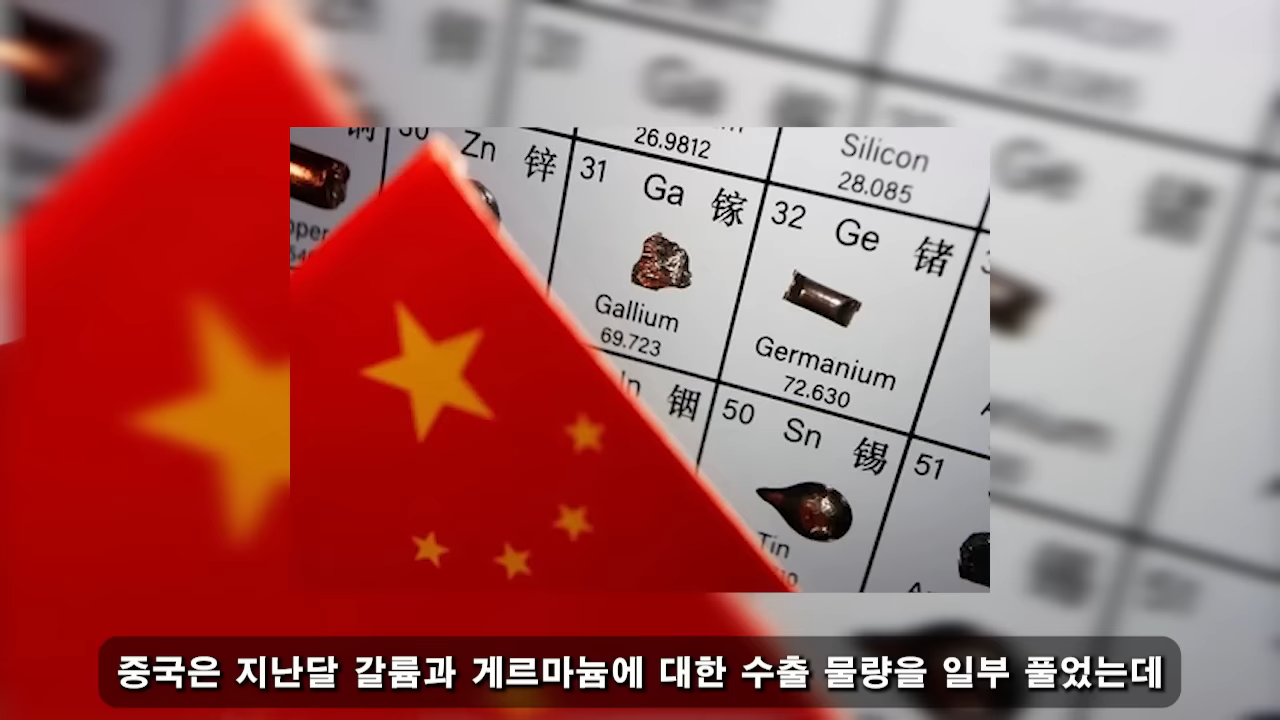 30 Zn 锌
26.9812
31 Ga 镓
Gallium
69.723
Silicon
28.085
32 Ge 锗
Germanium
72.630
铟
50 Sn 锡
Tin
51
중국은 지난달 갈륨과 게르마늄에 대한 수출 물량을 일부 풀었는데